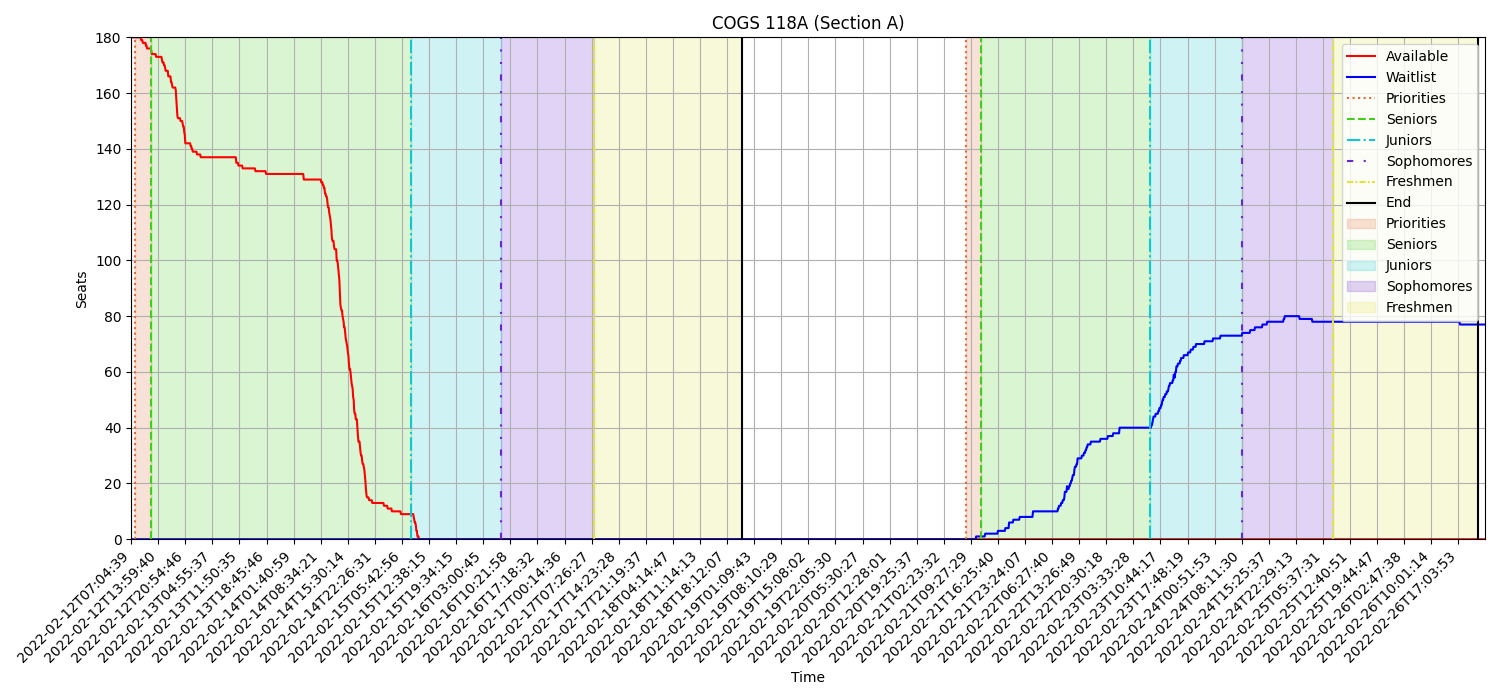 COGS 118A (Section A)
Seats
180
160
140
120
100
80
60
40
20
0
Available
Waitlist
Priorities
Seniors
Juniors
Sophomores
Freshmen
End
Priorities
Seniors
Juniors
Sophomores
Freshmen
2022-02-12T07:04:39
2022-02-12T13:59:40
2022-02-12T20:54:46
2022-02-13T04:55:37
2022-02-13T11:50:35
2022-02-13T18:45:46
2022-02-14T01:40:59
2022-02-14T08:34:21
2022-02-14T15:30:14
2022-02-14T22:26:31
2022-02-15T05:42:56
2022-02-15T12:38:15
2022-02-15T19:34:15
2022-02-16T03:00:45
2022-02-16T10:21:58
2022-02-16T17:18:32
2022-02-17T00:14:36
2022-02-17T07:26:27
2022-02-17T14:23:28
2022-02-17T21:19:37
2022-02-18T04:14:47
2022-02-18T11:14:13
2022-02-18T18:12:07
2022-02-19T01:09:43
2022-02-19T08:10:29
2022-02-19T15:08:02
2022-02-19T22:05:30
2022-02-20T05:30:27
2022-02-20T12:28:01
2022-02-20T19:25:37
2022-02-21T02:23:32
2022-02-21T09:27:29
2022-02-21T16:25:40
2022-02-21T23:24:07
2022-02-22T06:27:40
2022-02-22T13:26:49
2022-02-22T20:30:18
2022-02-23T03:33:28
2022-02-23T10:44:17
2022-02-23T17:48:19
2022-02-24T00:51:53
2022-02-24T08:11:30
2022-02-24T15:25:37
2022-02-24T22:29:13
2022-02-25T05:37:31
2022-02-25T12:40:51
2022-02-25T19:44:47
2022-02-26T02:47:38
2022-02-26T10:01:14
2022-02-26T17:03:53
Time